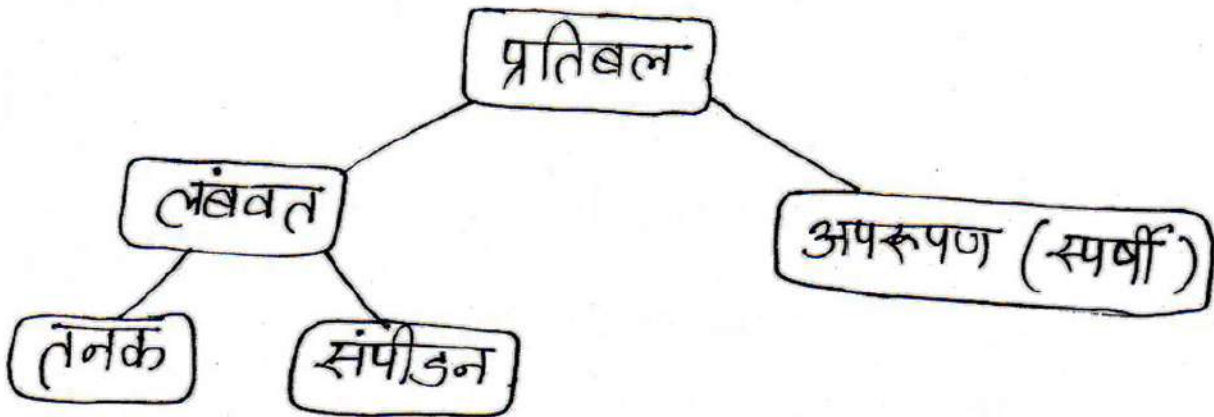 प्रतिबल
लंबवत
अपरूपण (स्पर्षी)
तनक
संपीडन